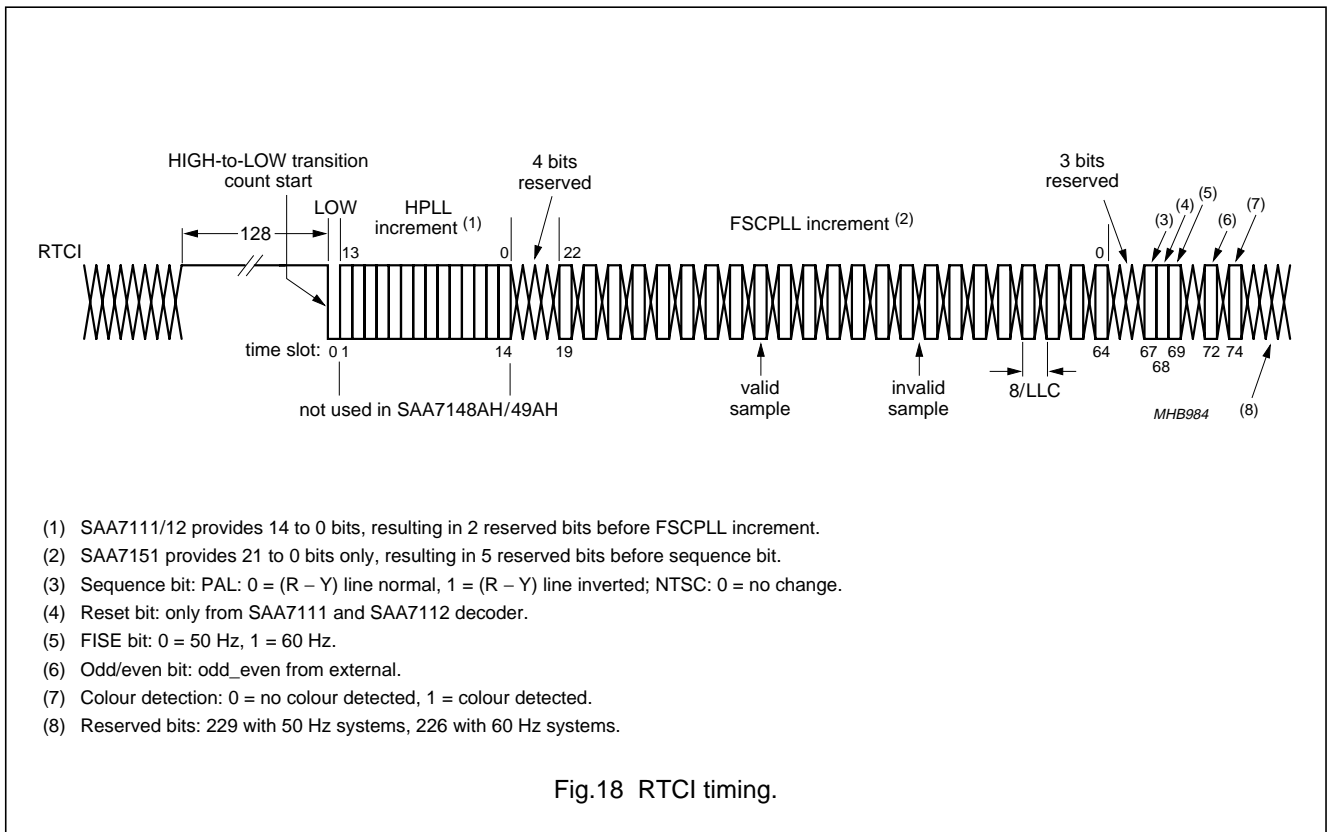 HIGH-to-LOW transition
count start
4 bits
reserved
3 bits
reserved
(3)
(4)
(5)
(6)
(7)
LOW
HPLL
increment (1)
FSCPLL increment (2)
128
13
0
22
0
RTCI
time slot:
0
1
14
19
64
67
68
69
72
74
not used in SAA7148AH/49AH
valid
sample
invalid
sample
8/LLC
MHB984
(8)
(1) SAA7111/12 provides 14 to 0 bits, resulting in 2 reserved bits before FSCPLL increment.
(2) SAA7151 provides 21 to 0 bits only, resulting in 5 reserved bits before sequence bit.
(3) Sequence bit: PAL: 0 = (R − Y) line normal, 1 = (R − Y) line inverted; NTSC: 0 = no change.
(4) Reset bit: only from SAA7111 and SAA7112 decoder.
(5) FISE bit: 0 = 50 Hz, 1 = 60 Hz.
(6) Odd/even bit: odd_even from external.
(7) Colour detection: 0 = no colour detected, 1 = colour detected.
(8) Reserved bits: 229 with 50 Hz systems, 226 with 60 Hz systems.
Fig.18 RTCI timing.